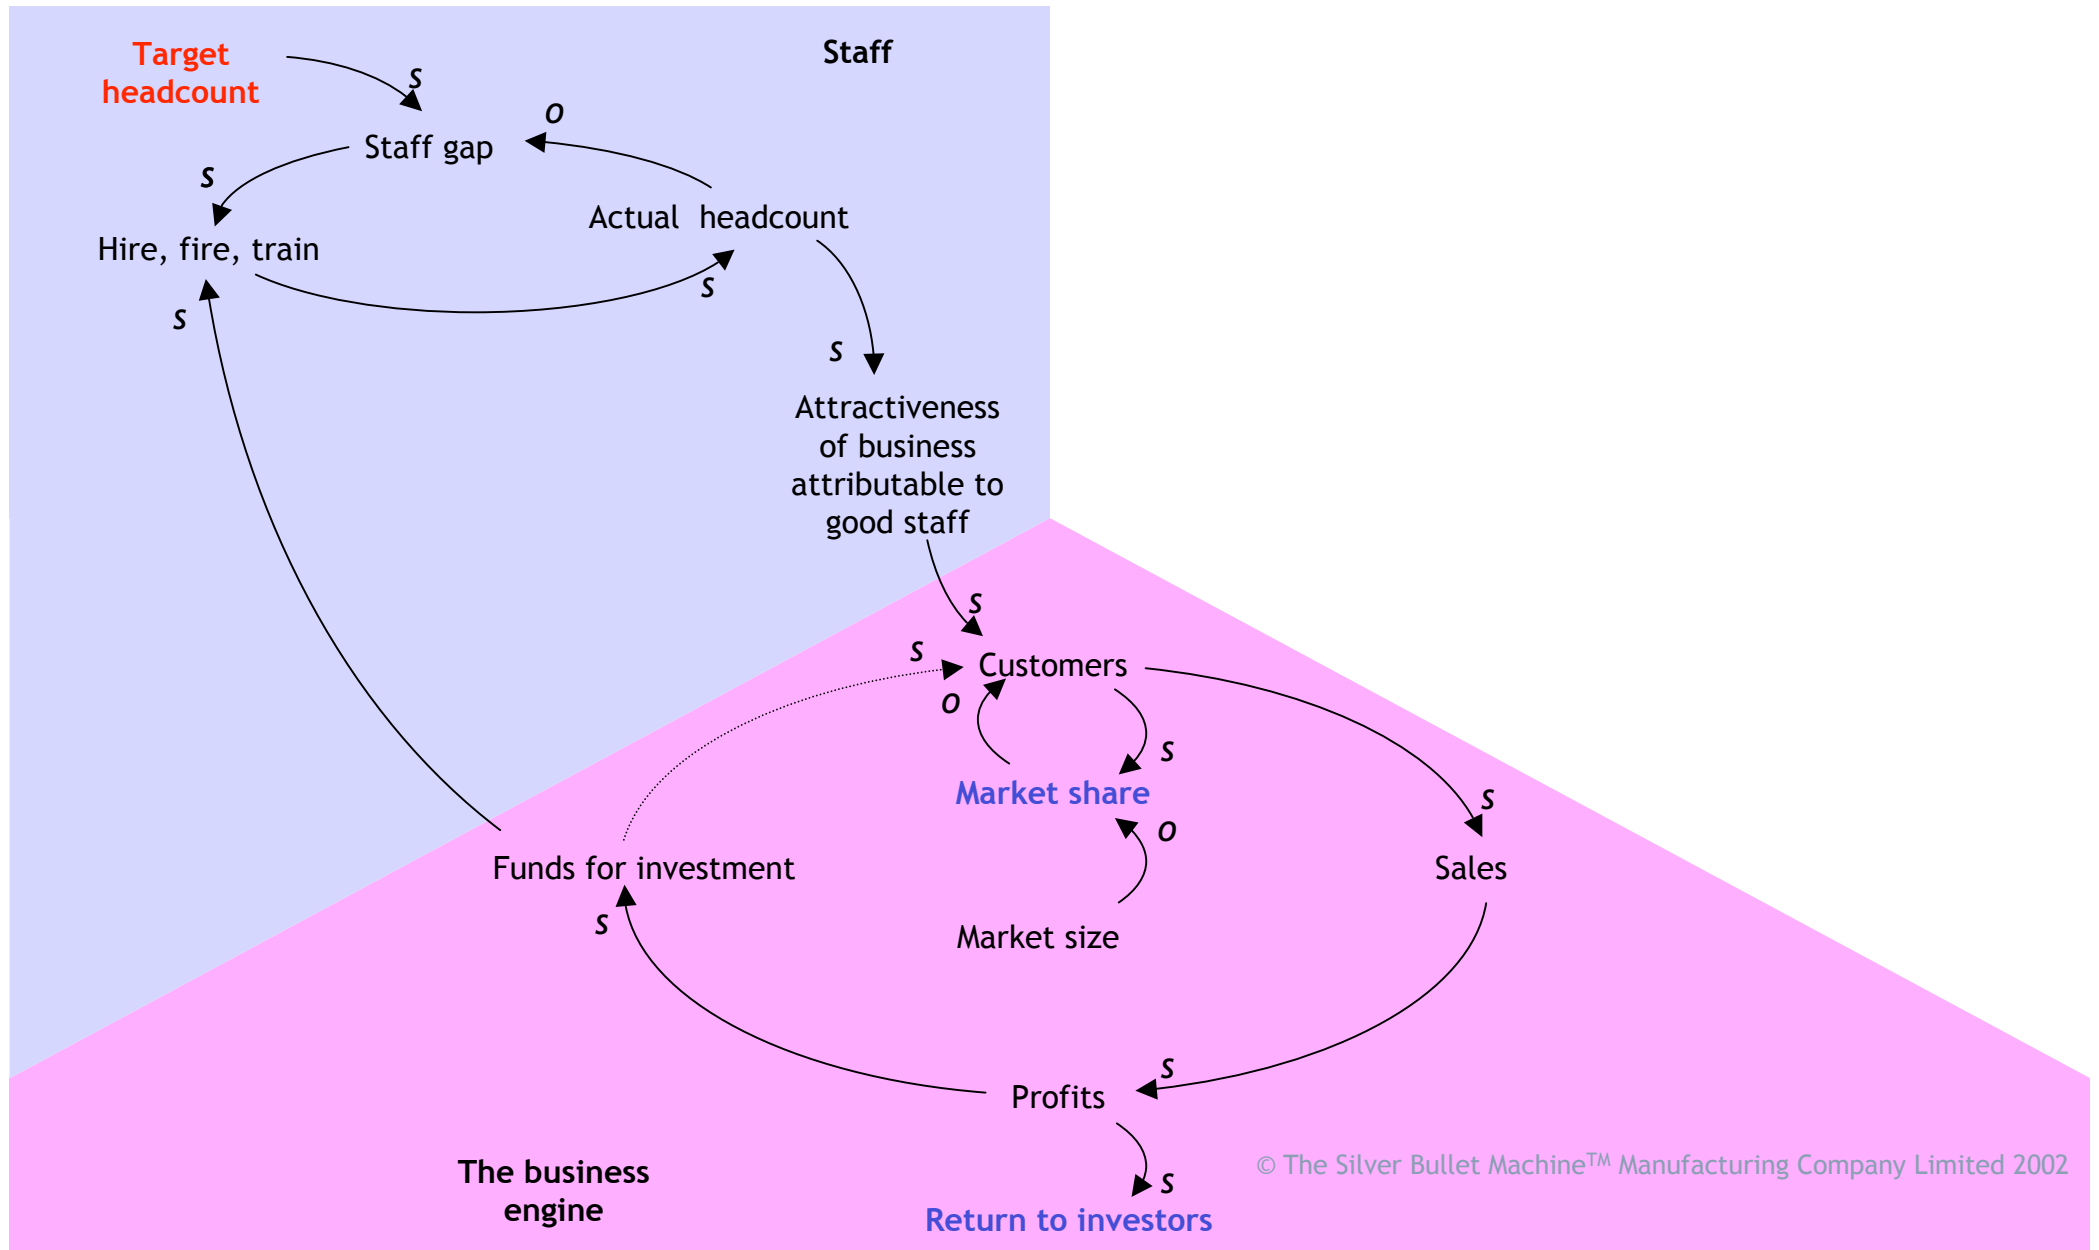 Target
headcount
Staff
S
O
Staff gap
S
Actual headcount
Hire, fire, train
S
S
S
Attractiveness
of business
attributable to
good staff
S
S
Customers
O
S
Market share
S
O
Funds for investment
Sales
S
Market size
S
Profits
The business
engine
© The Silver Bullet Machine™ Manufacturing Company Limited 2002
S
Return to investors